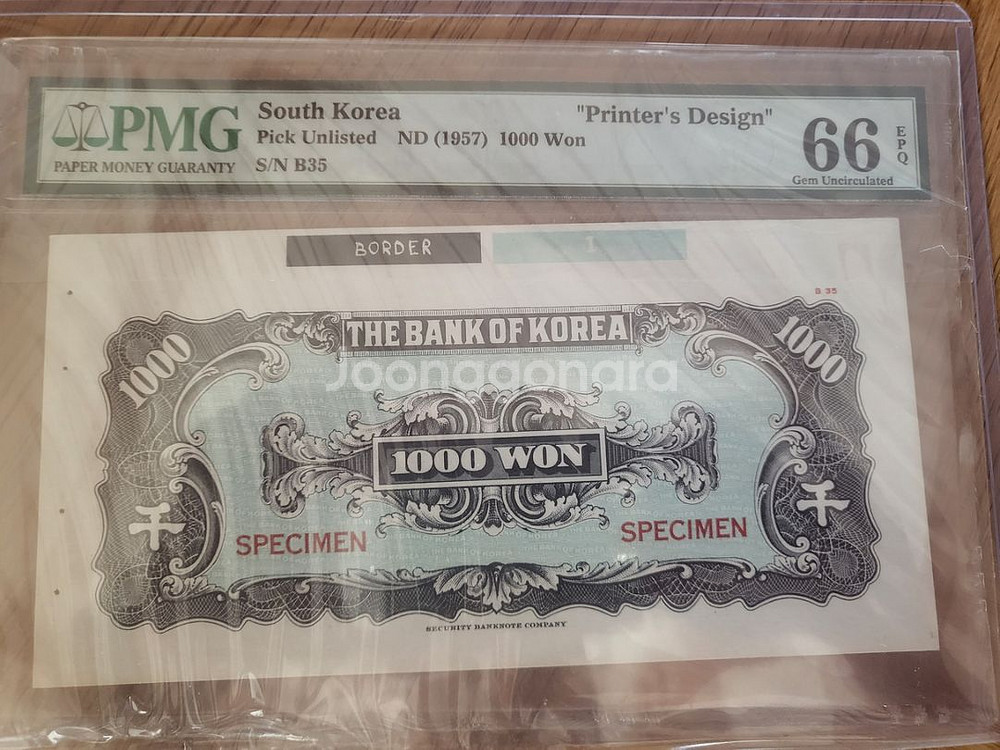 PMG
PAPER MONEY GUARANTY
South Korea "Printer's Design"
Pick Unlisted ND (1957) 1000 Won
S/N B35
66 EPQ
Gem Uncirculated
BORDER I
B 35
THE BANK OF KOREA
1000 1000
Joonggonara
1000 WON
千 千
SPECIMEN SPECIMEN
SECURITY BANKNOTE COMPANY